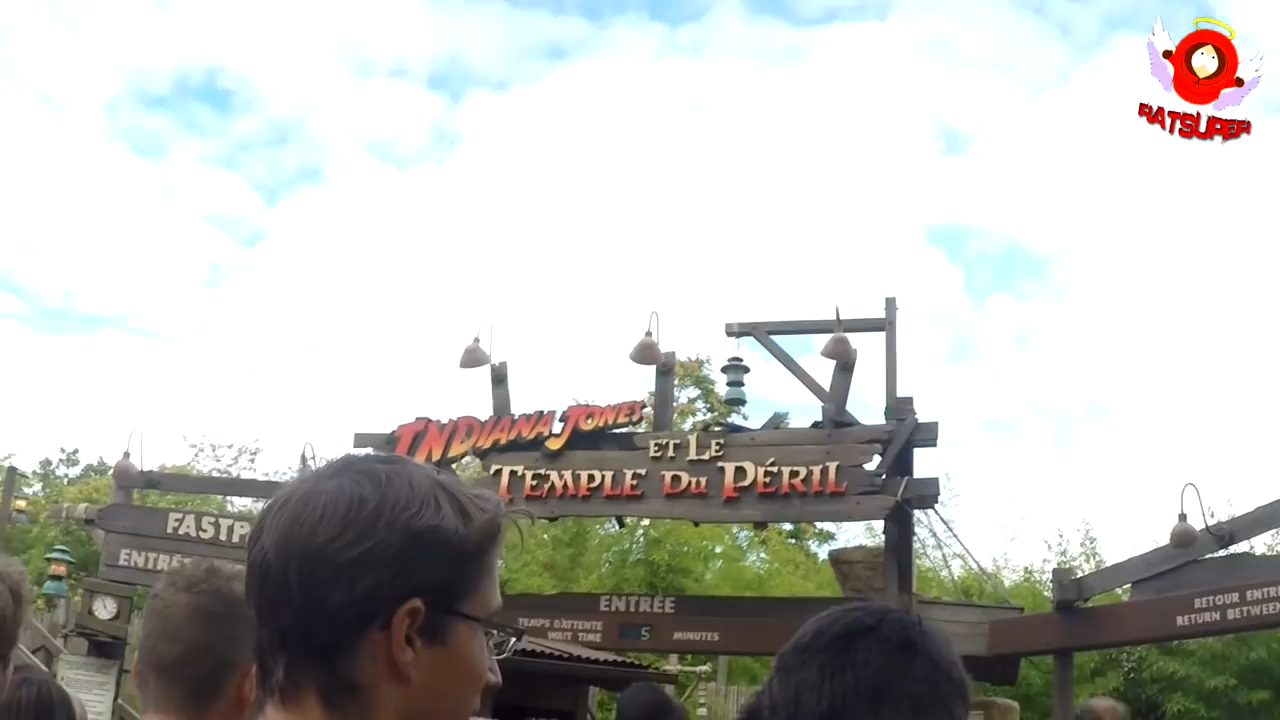 RATSUPER
INDIANA JONES
ET LE
TEMPLE DU PÉRIL
FASTP
ENTRÉE
ENTRÉE
TEMPS D'ATTENTE
WAIT TIME
5
MINUTES
RETOUR ENTRE
RETURN BETWEEN